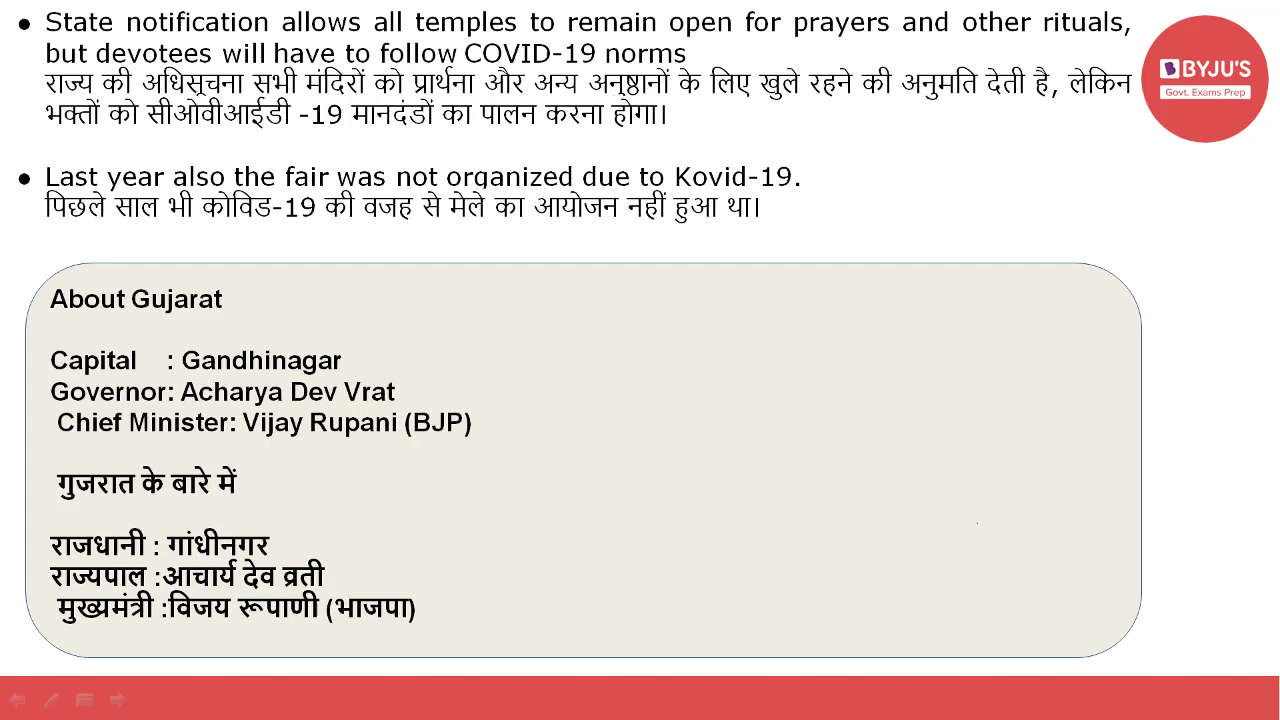 ● State notification allows all temples to remain open for prayers and other rituals,
but devotees will have to follow COVID-19 norms
राज्य की अधिसूचना सभी मंदिरों को प्रार्थना और अन्य अनुष्ठानों के लिए खुले रहने की अनुमति देती है, लेकिन
भक्तों को सीओवीआईडी -19 मानदंडों का पालन करना होगा।
● Last year also the fair was not organized due to Kovid-19.
पिछले साल भी कोविड-19 की वजह से मेले का आयोजन नहीं हुआ था।
BYJU'S
Govt. Exams Prep
About Gujarat
Capital : Gandhinagar
Governor: Acharya Dev Vrat
Chief Minister: Vijay Rupani (BJP)
गुजरात के बारे में
राजधानी : गांधीनगर
राज्यपाल :आचार्य देव व्रती
मुख्यमंत्री :विजय रूपाणी (भाजपा)